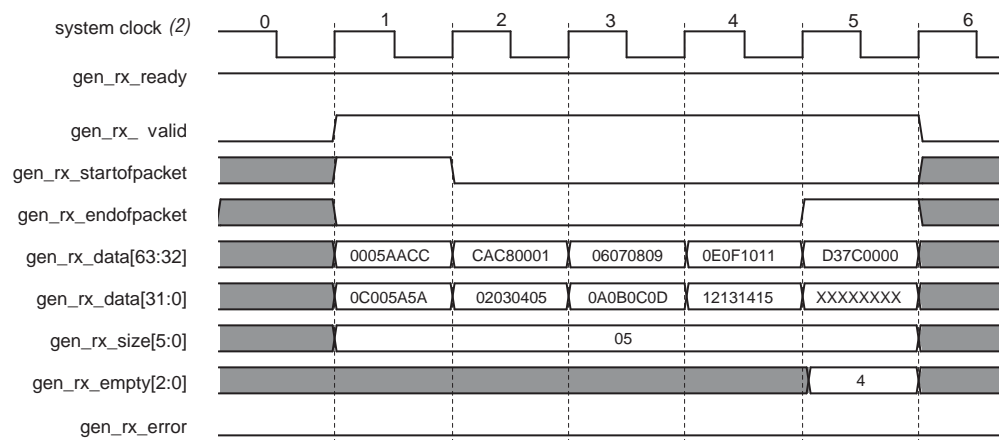 system clock (2) 0 1 2 3 4 5 6
gen_rx_ready
gen_rx_ valid
gen_rx_startofpacket
gen_rx_endofpacket
gen_rx_data[63:32] 0005AACC CAC80001 06070809 0E0F1011 D37C0000
gen_rx_data[31:0] 0C005A5A 02030405 0A0B0C0D 12131415 XXXXXXXX
gen_rx_size[5:0] 05
gen_rx_empty[2:0] 4
gen_rx_error